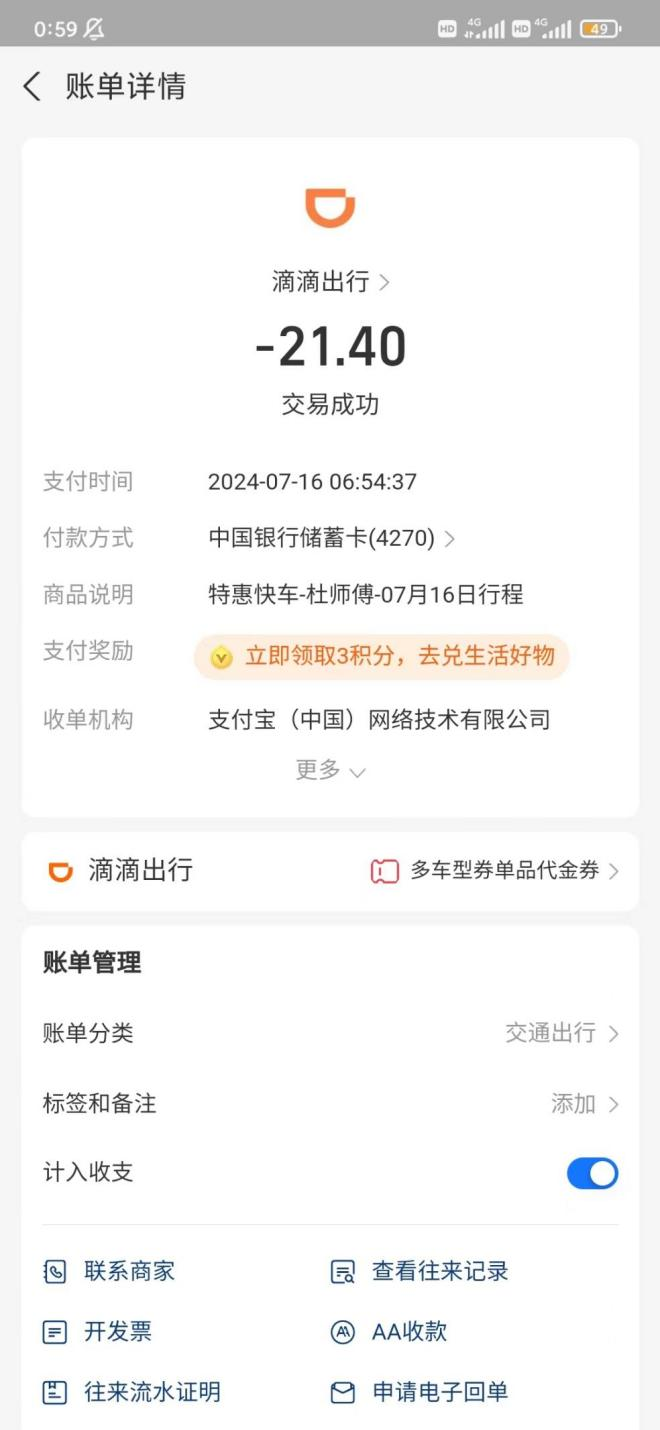 0:59 HD 4G HD 4G 49
账单详情
滴滴出行
-21.40
交易成功
支付时间 2024-07-16 06:54:37
付款方式 中国银行储蓄卡(4270)
商品说明 特惠快车-杜师傅-07月16日行程
支付奖励 立即领取3积分，去兑生活好物
收单机构 支付宝（中国）网络技术有限公司
更多
滴滴出行 多车型券单品代金券
账单管理
账单分类 交通出行
标签和备注 添加
计入收支
联系商家 查看往来记录
开发票 AA收款
往来流水证明 申请电子回单